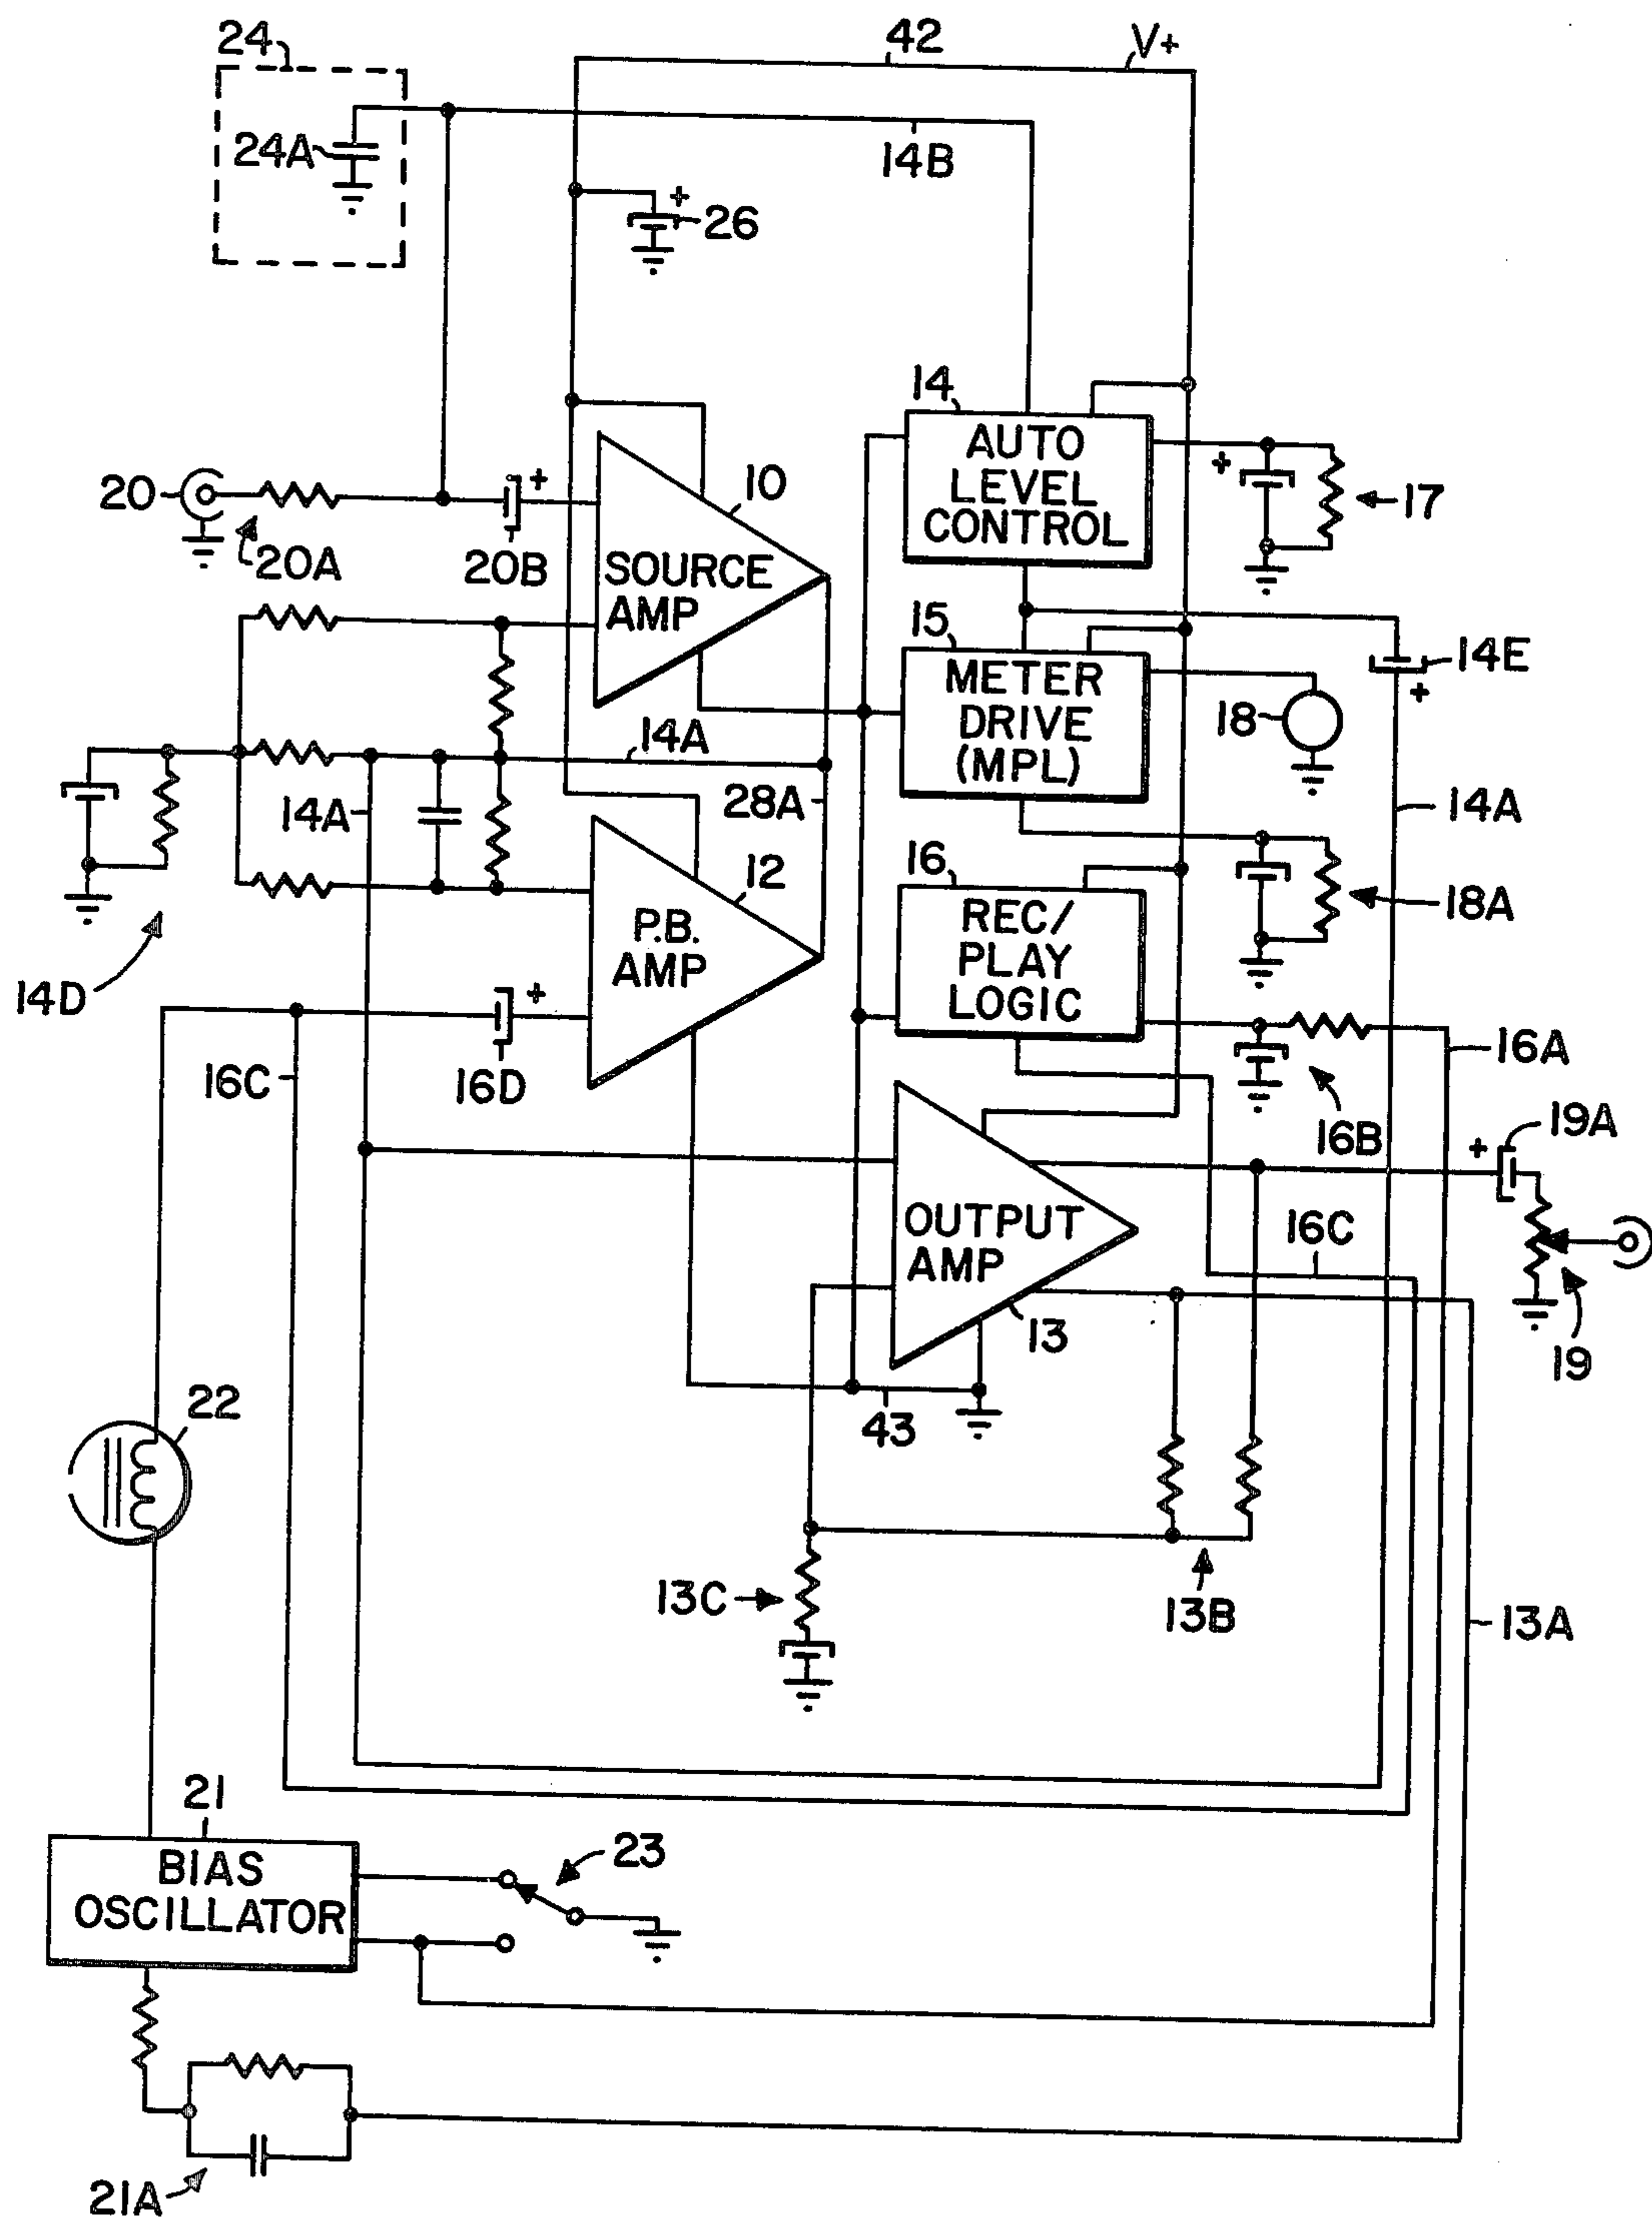 24
42
V+
24A
14B
+
26
14
AUTO
LEVEL
CONTROL
+
17
20
20A
+
20B
10
SOURCE
AMP
15
METER
DRIVE
(MPL)
18
14E
+
14A
14A
28A
14A
14D
12
P.B.
AMP
16
REC/
PLAY
LOGIC
18A
+
16D
16C
16A
16B
+
19A
OUTPUT
AMP
16C
13
19
43
22
13C
13B
13A
21
BIAS
OSCILLATOR
23
21A